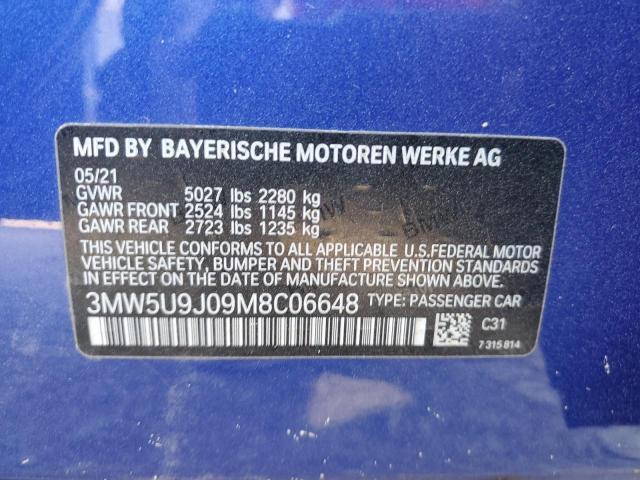 MFD BY BAYERISCHE MOTOREN WERKE AG
05/21
GVWR 5027 lbs 2280 kg
GAWR FRONT 2524 lbs 1145 kg
GAWR REAR 2723 lbs 1235 kg
THIS VEHICLE CONFORMS TO ALL APPLICABLE U.S.FEDERAL MOTOR
VEHICLE SAFETY, BUMPER AND THEFT PREVENTION STANDARDS
IN EFFECT ON THE DATE OF MANUFACTURE SHOWN ABOVE.
3MW5U9J09M8C06648 TYPE: PASSENGER CAR
C31
7 315 814